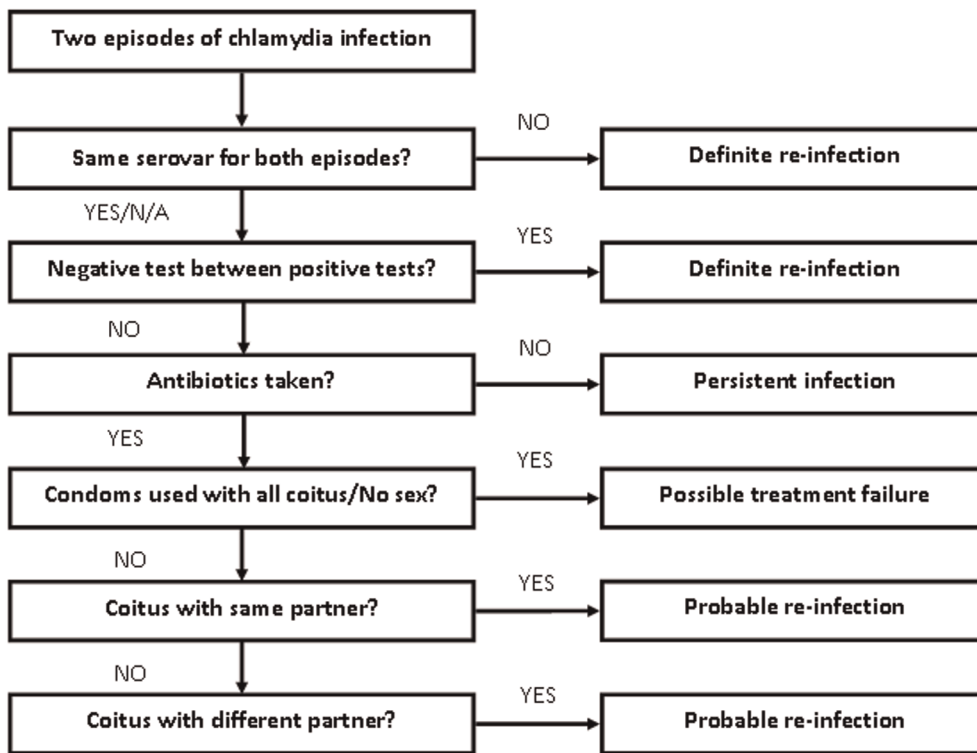 Two episodes of chlamydia infection
NO
Same serovar for both episodes?
Definite re-infection
YES/N/A
YES
Negative test between positive tests?
Definite re-infection
NO
NO
Antibiotics taken?
Persistent infection
YES
YES
Condoms used with all coitus/No sex?
Possible treatment failure
NO
YES
Coitus with same partner?
Probable re-infection
NO
YES
Coitus with different partner?
Probable re-infection